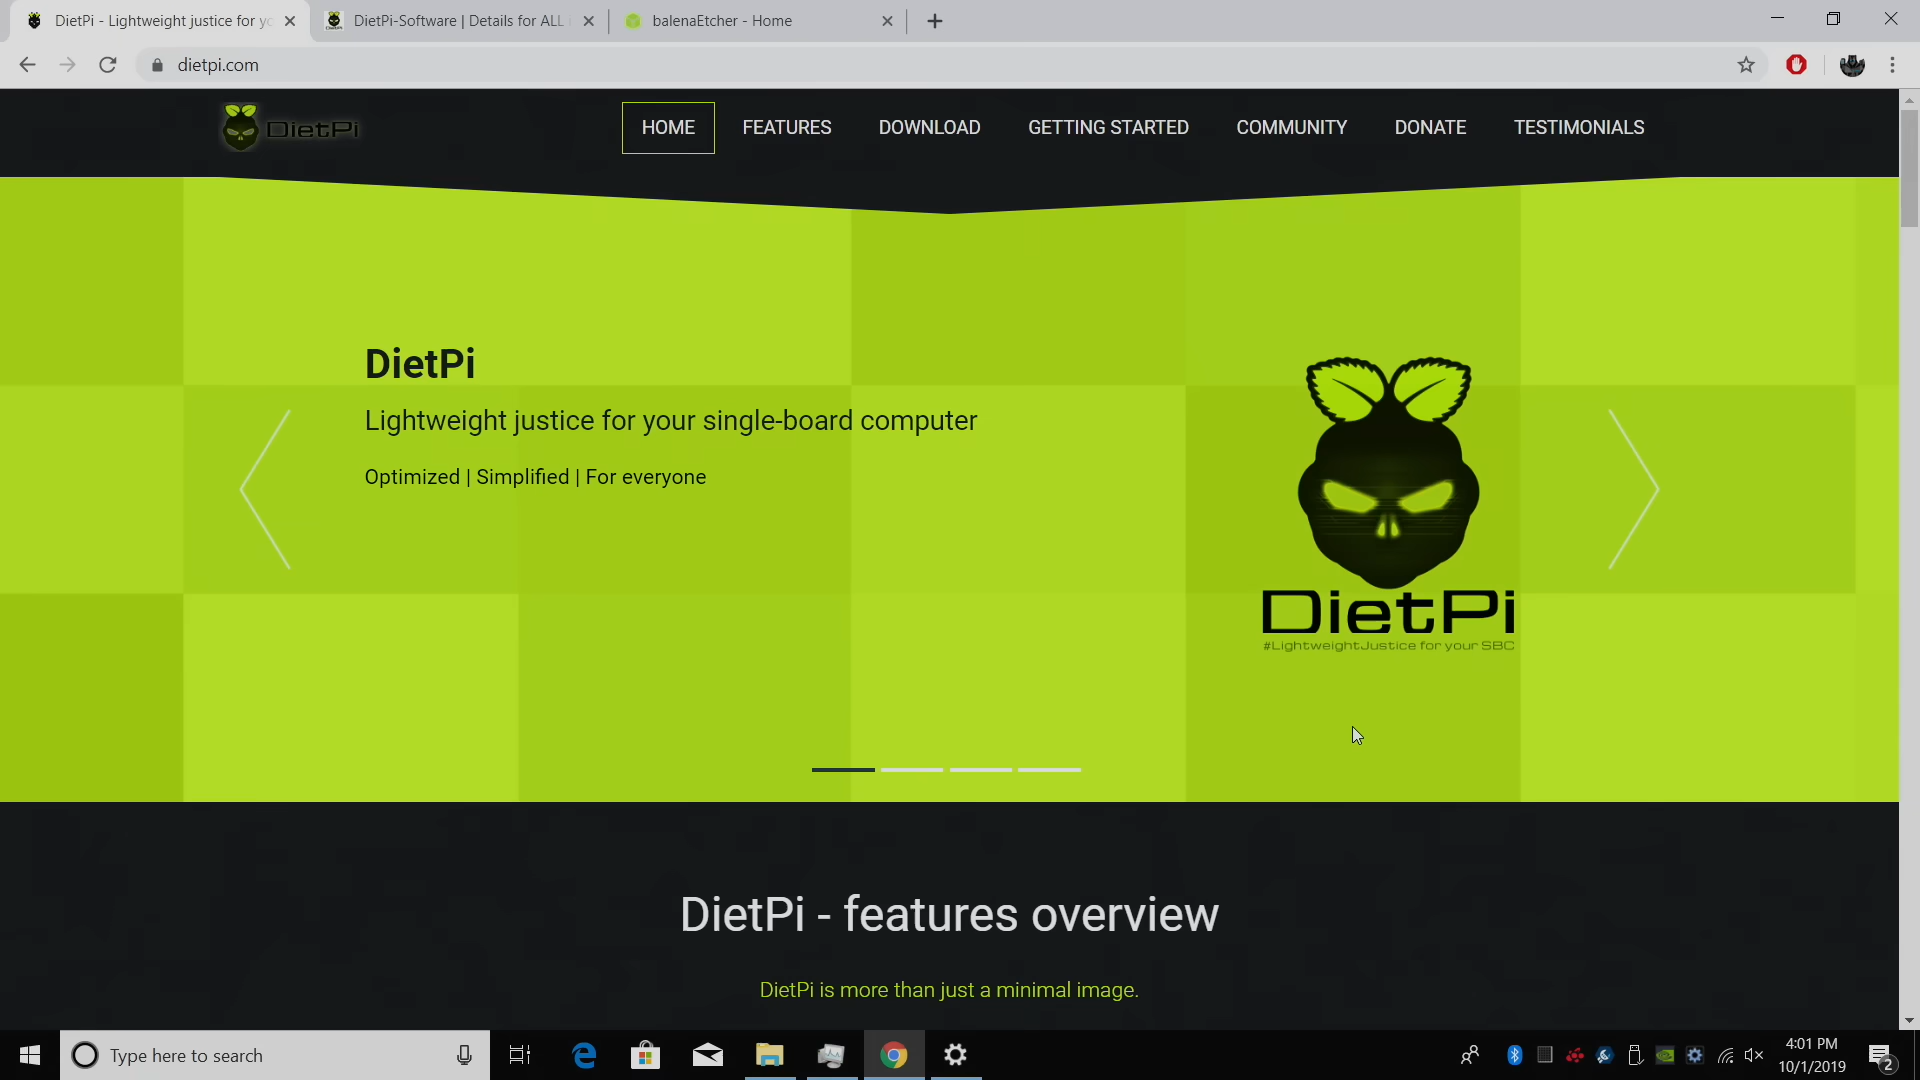 DietPi - Lightweight justice for yo
DietPi-Software | Details for ALL
balenaEtcher - Home
dietpi.com
DietPi
HOME
FEATURES
DOWNLOAD
GETTING STARTED
COMMUNITY
DONATE
TESTIMONIALS
DietPi
Lightweight justice for your single-board computer
Optimized | Simplified | For everyone
DietPi
#LightweightJustice for your SBC
DietPi - features overview
DietPi is more than just a minimal image.
Type here to search
4:01 PM
10/1/2019
2